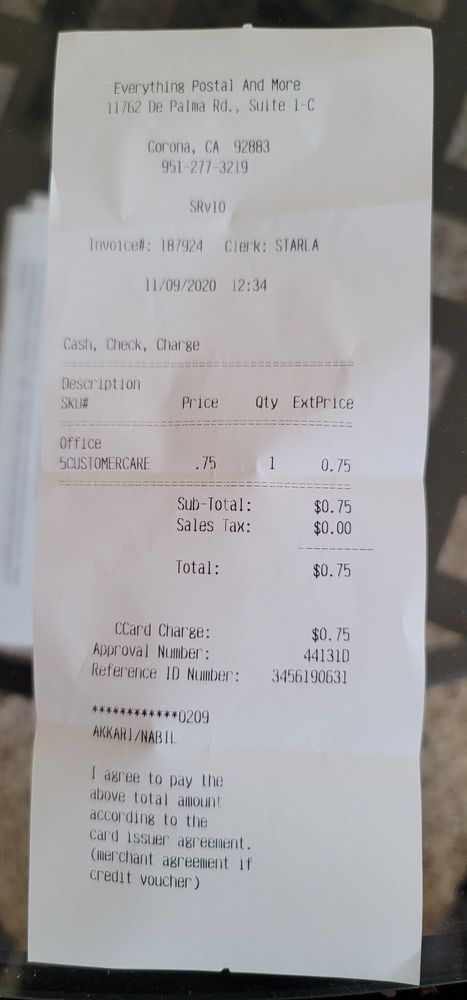 Everything Postal And More
11762 De Palma Rd., Suite 1-C
Corona, CA 92883
951-277-3219
SRv10
Invoice#: 187924 Clerk: STARLA
11/09/2020 12:34
Cash, Check, Charge
Description
SKU# Price Qty ExtPrice
Office
5CUSTOMERCARE .75 1 0.75
Sub-Total: $0.75
Sales Tax: $0.00
Total: $0.75
CCard Charge: $0.75
Approval Number: 44131D
Reference ID Number: 3456190631
************0209
AKKARI/NABIL
I agree to pay the
above total amount
according to the
card issuer agreement.
(merchant agreement if
credit voucher)